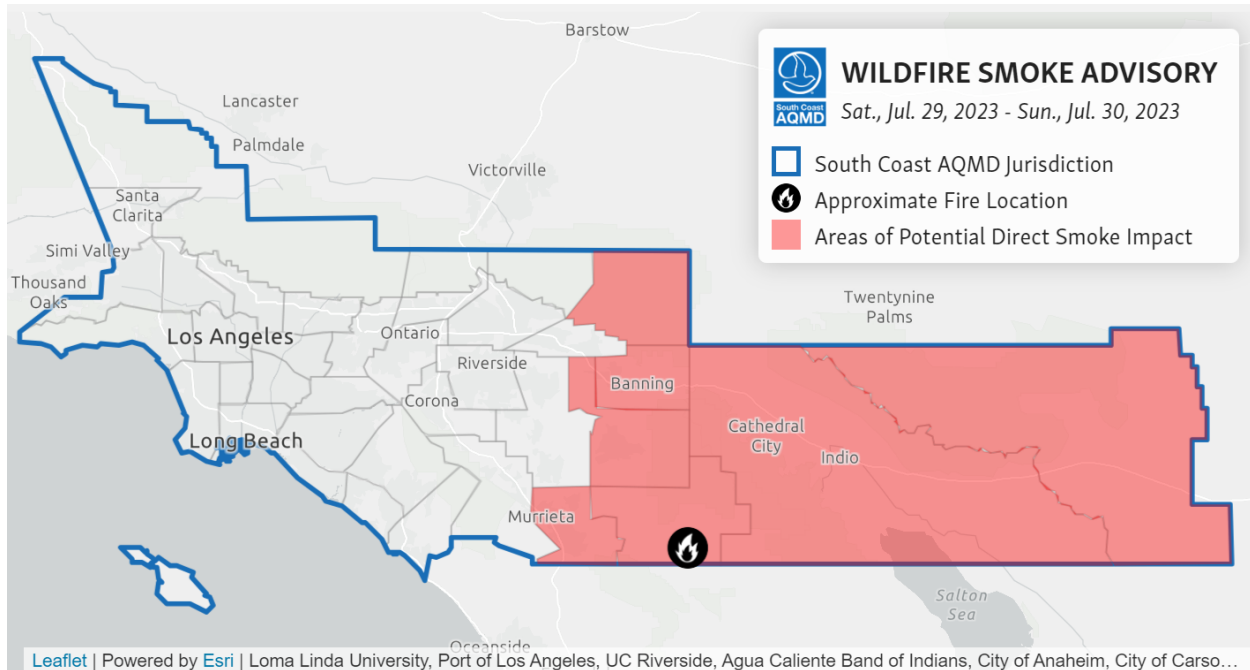 Barstow
WILDFIRE SMOKE ADVISORY
South Coast
AQMD
Sat., Jul. 29, 2023 - Sun., Jul. 30, 2023
South Coast AQMD Jurisdiction
Approximate Fire Location
Areas of Potential Direct Smoke Impact
Lancaster
Palmdale
Victorville
Santa
Clarita
Simi Valley
Thousand
Oaks
Twentynine
Palms
Los Angeles
Ontario
Riverside
Banning
Corona
Cathedral
City
Long Beach
Indio
Murrieta
Salton
Sea
Oceanside
Leaflet | Powered by Esri | Loma Linda University, Port of Los Angeles, UC Riverside, Agua Caliente Band of Indians, City of Anaheim, City of Carso…